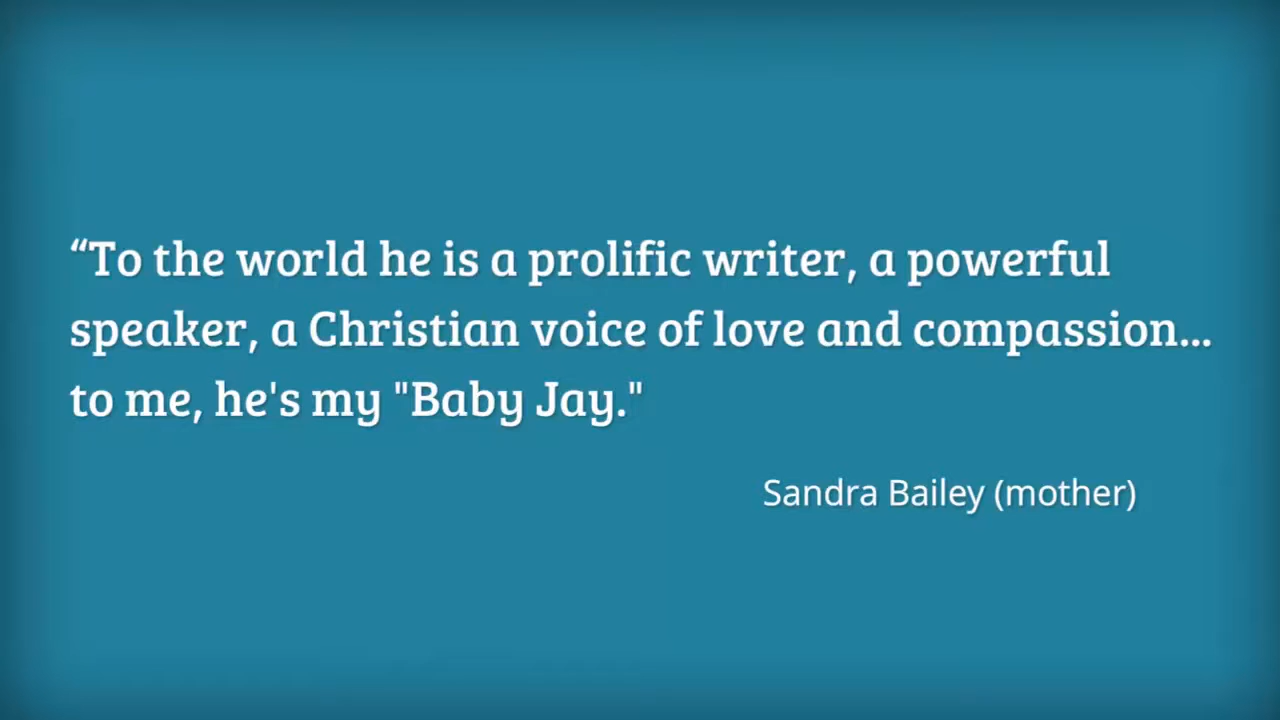 “To the world he is a prolific writer, a powerful
speaker, a Christian voice of love and compassion...
to me, he's my "Baby Jay."
Sandra Bailey (mother)